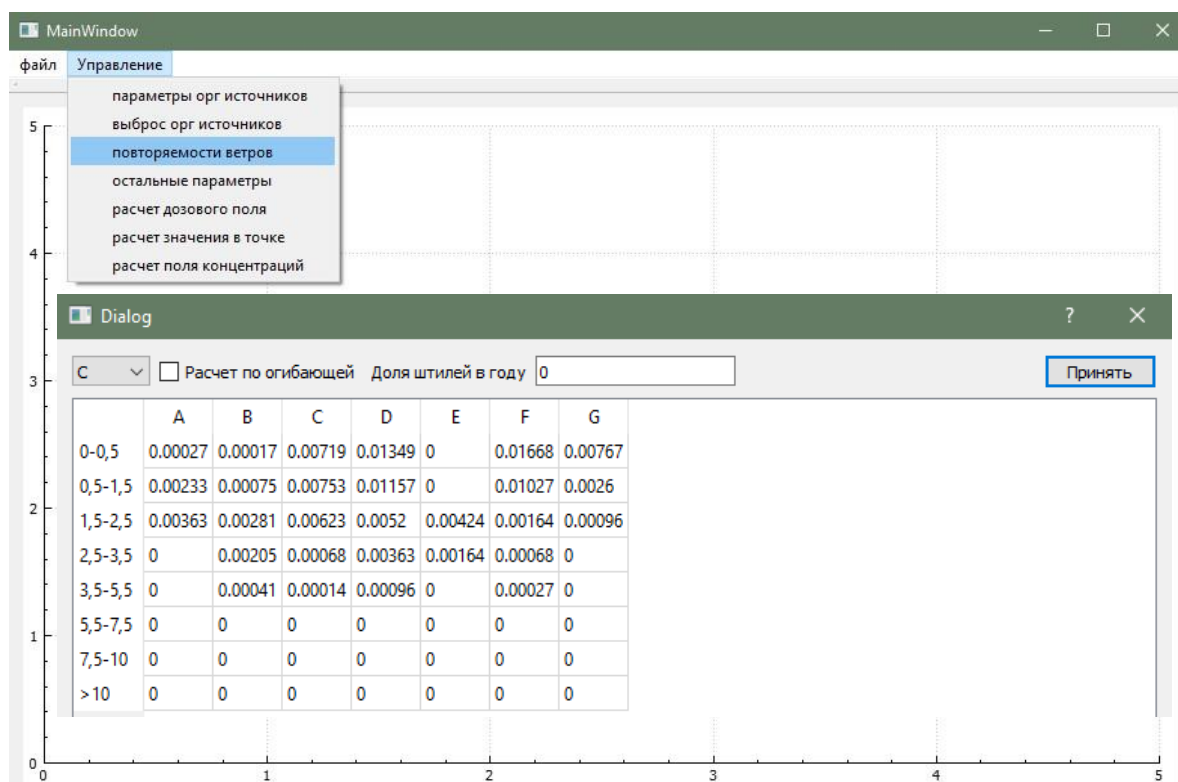 MainWindow
файл Управление
параметры орг источников
выброс орг источников
повторяемости ветров
остальные параметры
расчет дозового поля
расчет значения в точке
расчет поля концентраций
5
4
3
2
1
0
Dialog ?
C Расчет по огибающей Доля штилей в году 0 Принять
A B C D E F G
0-0,5 0.00027 0.00017 0.00719 0.01349 0 0.01668 0.00767
0,5-1,5 0.00233 0.00075 0.00753 0.01157 0 0.01027 0.0026
1,5-2,5 0.00363 0.00281 0.00623 0.0052 0.00424 0.00164 0.00096
2,5-3,5 0 0.00205 0.00068 0.00363 0.00164 0.00068 0
3,5-5,5 0 0.00041 0.00014 0.00096 0 0.00027 0
5,5-7,5 0 0 0 0 0 0 0
7,5-10 0 0 0 0 0 0 0
>10 0 0 0 0 0 0 0
0 1 2 3 4 5